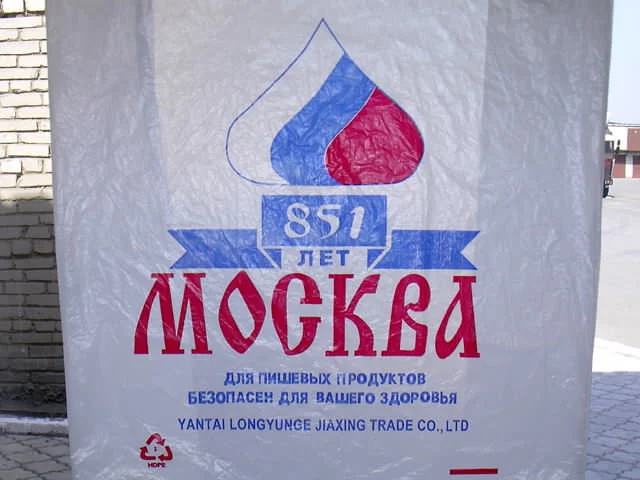 851
ЛЕТ
МОСКВА
ДЛЯ ПИШЕВЫХ ПРОДУКТОВ
БЕЗОПАСЕН ДЛЯ ВАШЕГО ЗДОРОВЬЯ
YANTAI LONGYUNGE JIAXING TRADE CO.,LTD
HDPE